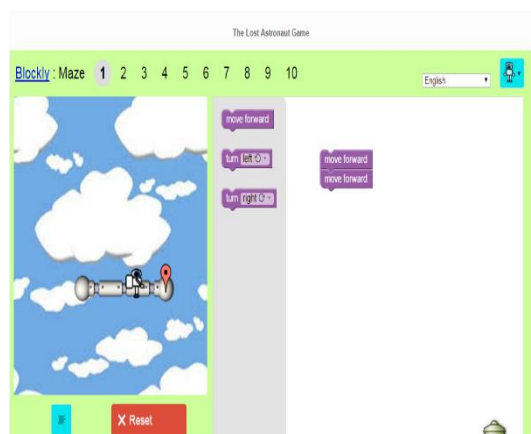 The Lost Astronaut Game
Blockly : Maze 1 2 3 4 5 6 7 8 9 10
English
move forward
turn left
turn right
move forward
move forward
Reset